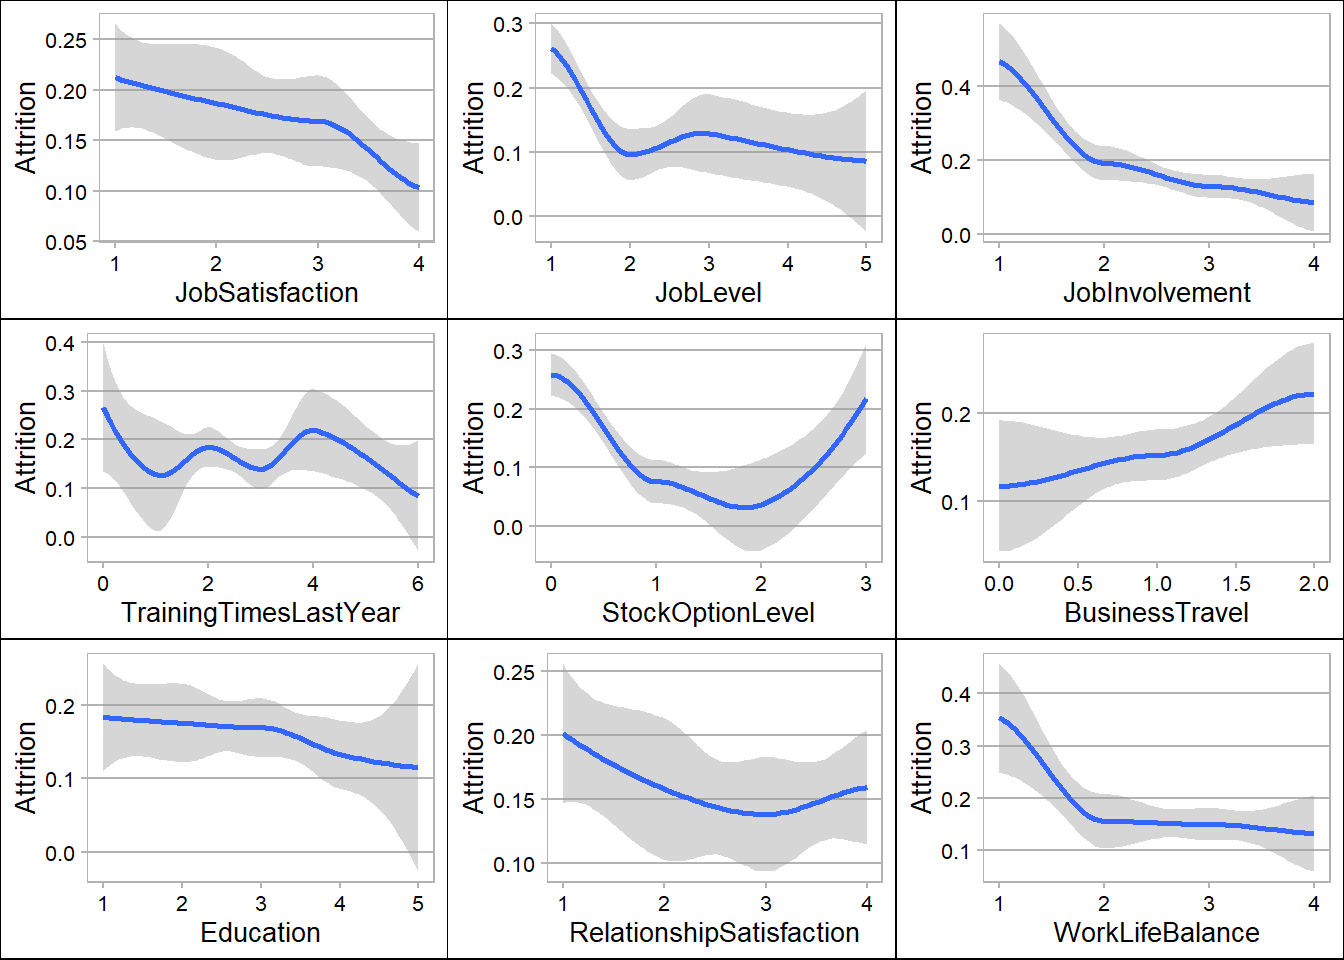 Attrition
0.25
0.20
0.15
0.10
0.05
1 2 3 4
JobSatisfaction
Attrition
0.3
0.2
0.1
0.0
1 2 3 4 5
JobLevel
Attrition
0.4
0.2
0.0
1 2 3 4
JobInvolvement
Attrition
0.4
0.3
0.2
0.1
0.0
0 2 4 6
TrainingTimesLastYear
Attrition
0.3
0.2
0.1
0.0
0 1 2 3
StockOptionLevel
Attrition
0.2
0.1
0.0 0.5 1.0 1.5 2.0
BusinessTravel
Attrition
0.2
0.1
0.0
1 2 3 4 5
Education
Attrition
0.25
0.20
0.15
0.10
1 2 3 4
RelationshipSatisfaction
Attrition
0.4
0.3
0.2
0.1
1 2 3 4
WorkLifeBalance